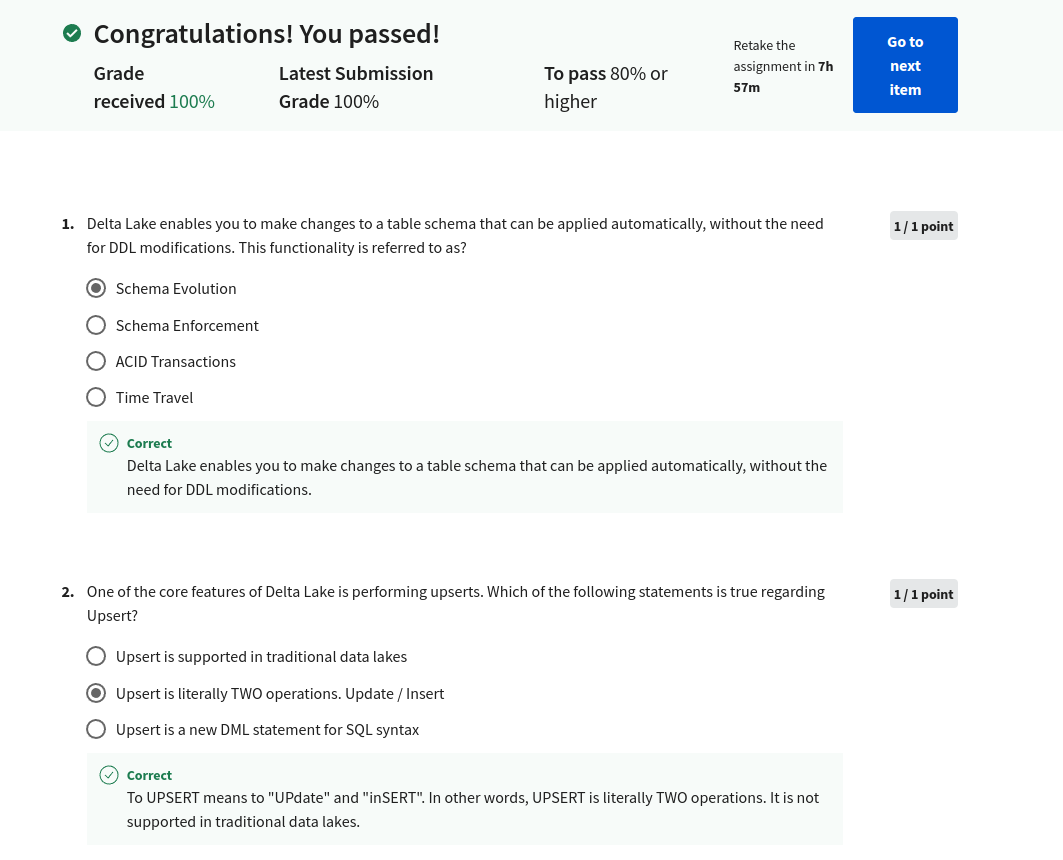 Congratulations! You passed!
Grade received 100%
Latest Submission Grade 100%
To pass 80% or higher
Retake the assignment in 7h 57m
Go to next item
1. Delta Lake enables you to make changes to a table schema that can be applied automatically, without the need
for DDL modifications. This functionality is referred to as?
1 / 1 point
Schema Evolution
Schema Enforcement
ACID Transactions
Time Travel
Correct
Delta Lake enables you to make changes to a table schema that can be applied automatically, without the
need for DDL modifications.
2. One of the core features of Delta Lake is performing upserts. Which of the following statements is true regarding
Upsert?
1 / 1 point
Upsert is supported in traditional data lakes
Upsert is literally TWO operations. Update / Insert
Upsert is a new DML statement for SQL syntax
Correct
To UPSERT means to "UPdate" and "inSERT". In other words, UPSERT is literally TWO operations. It is not
supported in traditional data lakes.